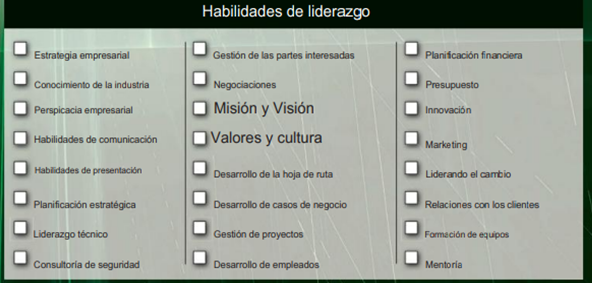 Habilidades de liderazgo
Estrategia empresarial
Conocimiento de la industria
Perspicacia empresarial
Habilidades de comunicación
Habilidades de presentación
Planificación estratégica
Liderazgo técnico
Consultoría de seguridad
Gestión de las partes interesadas
Negociaciones
Misión y Visión
Valores y cultura
Desarrollo de la hoja de ruta
Desarrollo de casos de negocio
Gestión de proyectos
Desarrollo de empleados
Planificación financiera
Presupuesto
Innovación
Marketing
Liderando el cambio
Relaciones con los clientes
Formación de equipos
Mentoría